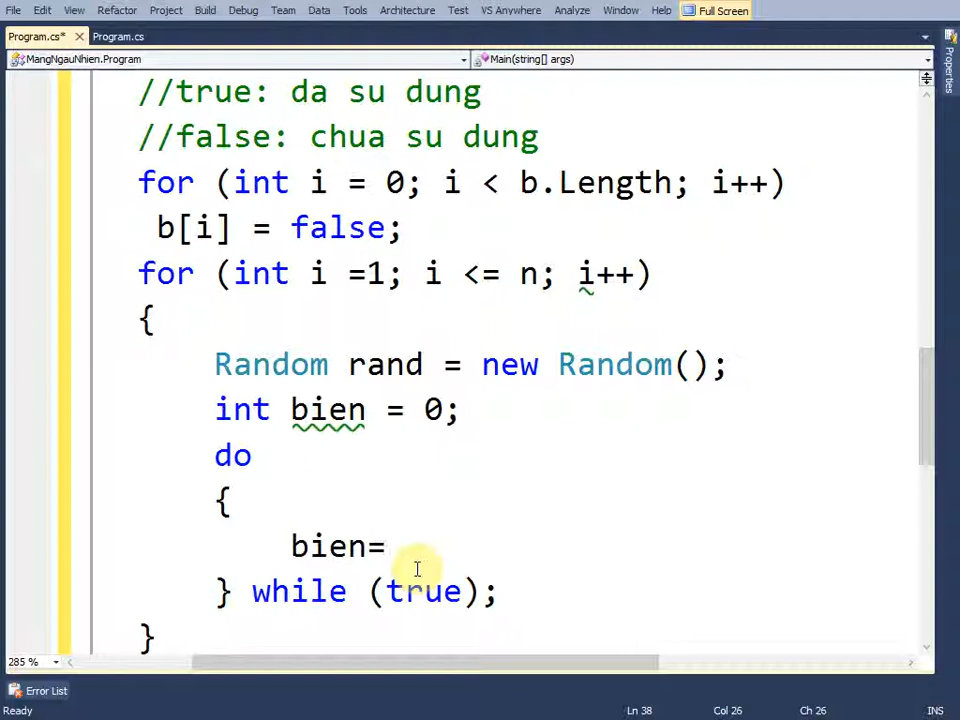 File Edit View Refactor Project Build Debug Team Data Tools Architecture Test VS Anywhere Analyze Window Help Full Screen
Program.cs* Program.cs
MangNgauNhien.Program Main(string[] args)
//true: da su dung
//false: chua su dung
for (int i = 0; i < b.Length; i++)
b[i] = false;
for (int i =1; i <= n; i++)
{
Random rand = new Random();
int bien = 0;
do
{
bien=
} while (true);
}
285 %
Error List
Ready Ln 38 Col 26 Ch 26 INS
Properties